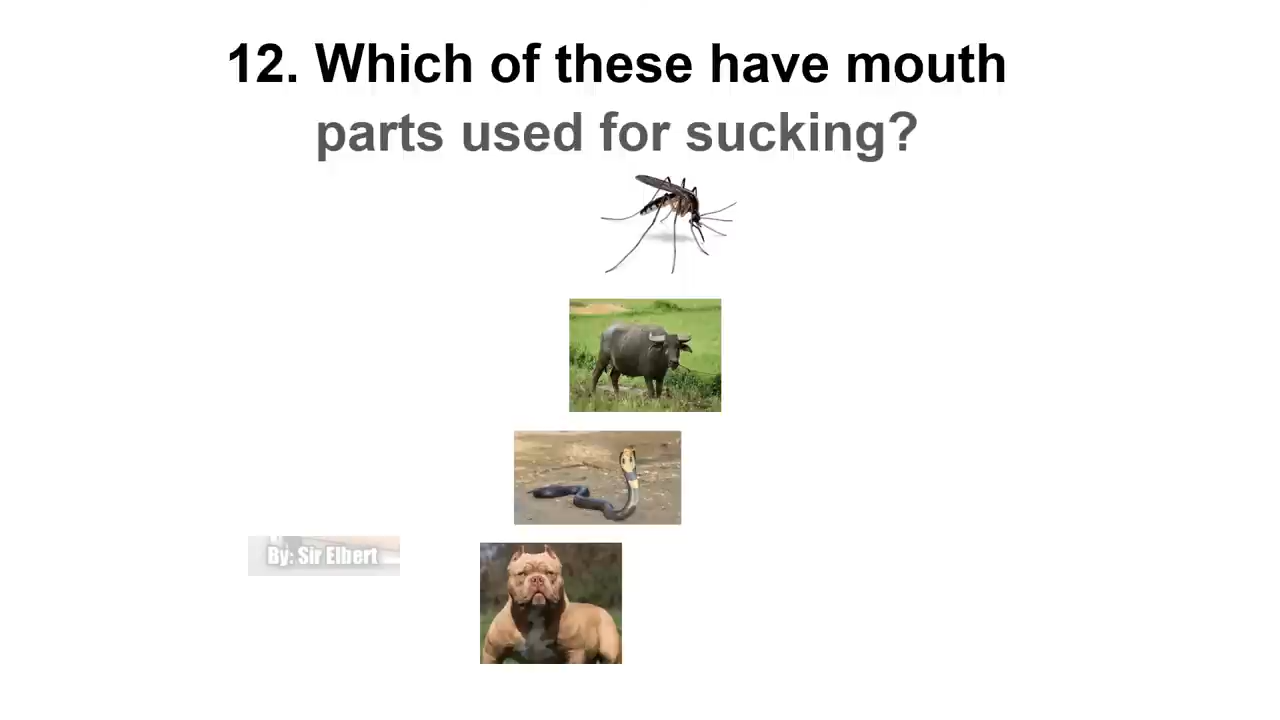 12. Which of these have mouth
parts used for sucking?
By: Sir Elbert